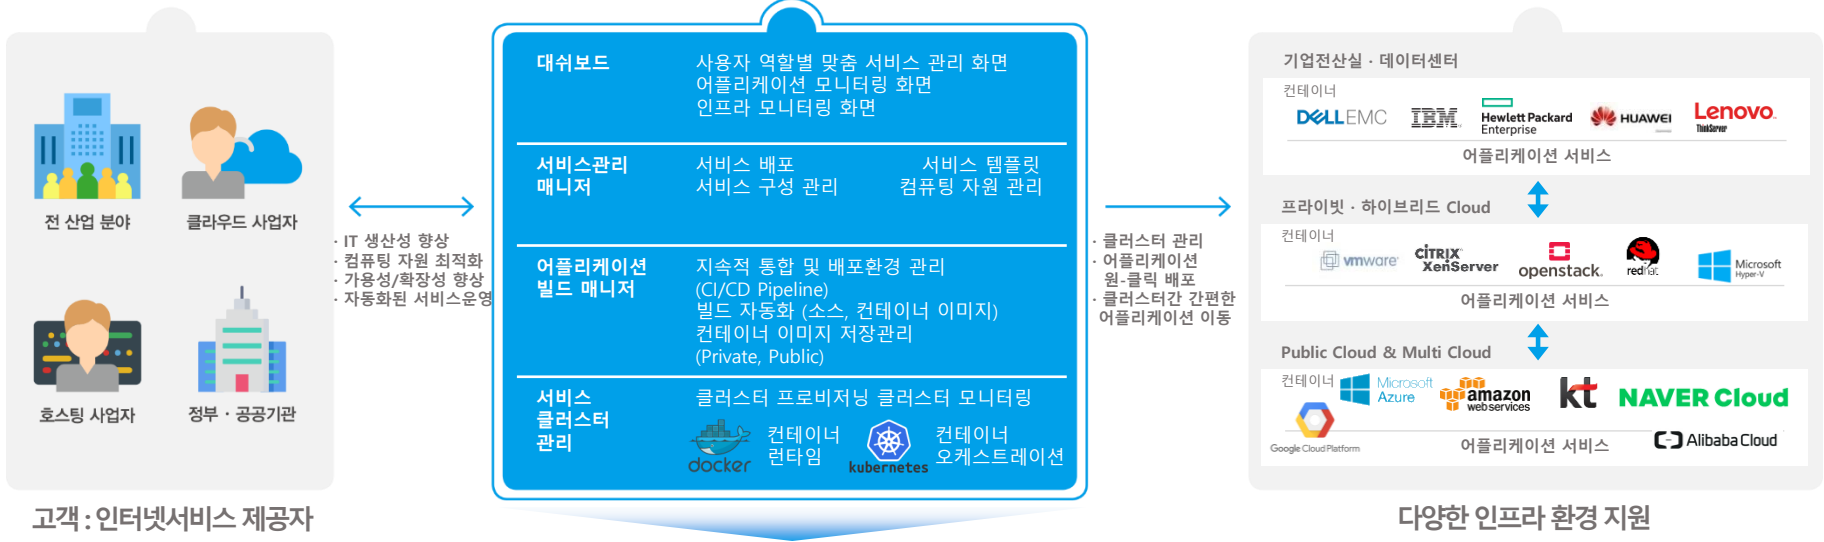 전 산업 분야
클라우드 사업자
호스팅 사업자
정부 · 공공기관
고객 : 인터넷서비스 제공자
· IT 생산성 향상
· 컴퓨팅 자원 최적화
· 가용성/확장성 향상
· 자동화된 서비스운영
대쉬보드
사용자 역할별 맞춤 서비스 관리 화면
어플리케이션 모니터링 화면
인프라 모니터링 화면
서비스관리
매니저
서비스 배포 서비스 템플릿
서비스 구성 관리 컴퓨팅 자원 관리
어플리케이션
빌드 매니저
지속적 통합 및 배포환경 관리
(CI/CD Pipeline)
빌드 자동화 (소스, 컨테이너 이미지)
컨테이너 이미지 저장관리
(Private, Public)
서비스
클러스터
관리
클러스터 프로비저닝 클러스터 모니터링
docker
컨테이너
런타임
kubernetes
컨테이너
오케스트레이션
· 클러스터 관리
· 어플리케이션
원-클릭 배포
· 클러스터간 간편한
어플리케이션 이동
기업전산실 · 데이터센터
컨테이너
DELLEMC
IBM
Hewlett Packard
Enterprise
HUAWEI
Lenovo
ThinkServer
어플리케이션 서비스
프라이빗 · 하이브리드 Cloud
컨테이너
vmware
CITRIX
XenServer
openstack.
redhat
Microsoft
Hyper-V
어플리케이션 서비스
Public Cloud & Multi Cloud
컨테이너
Microsoft
Azure
amazon
webservices
kt
NAVER Cloud
Google Cloud Platform
어플리케이션 서비스
Alibaba Cloud
다양한 인프라 환경 지원